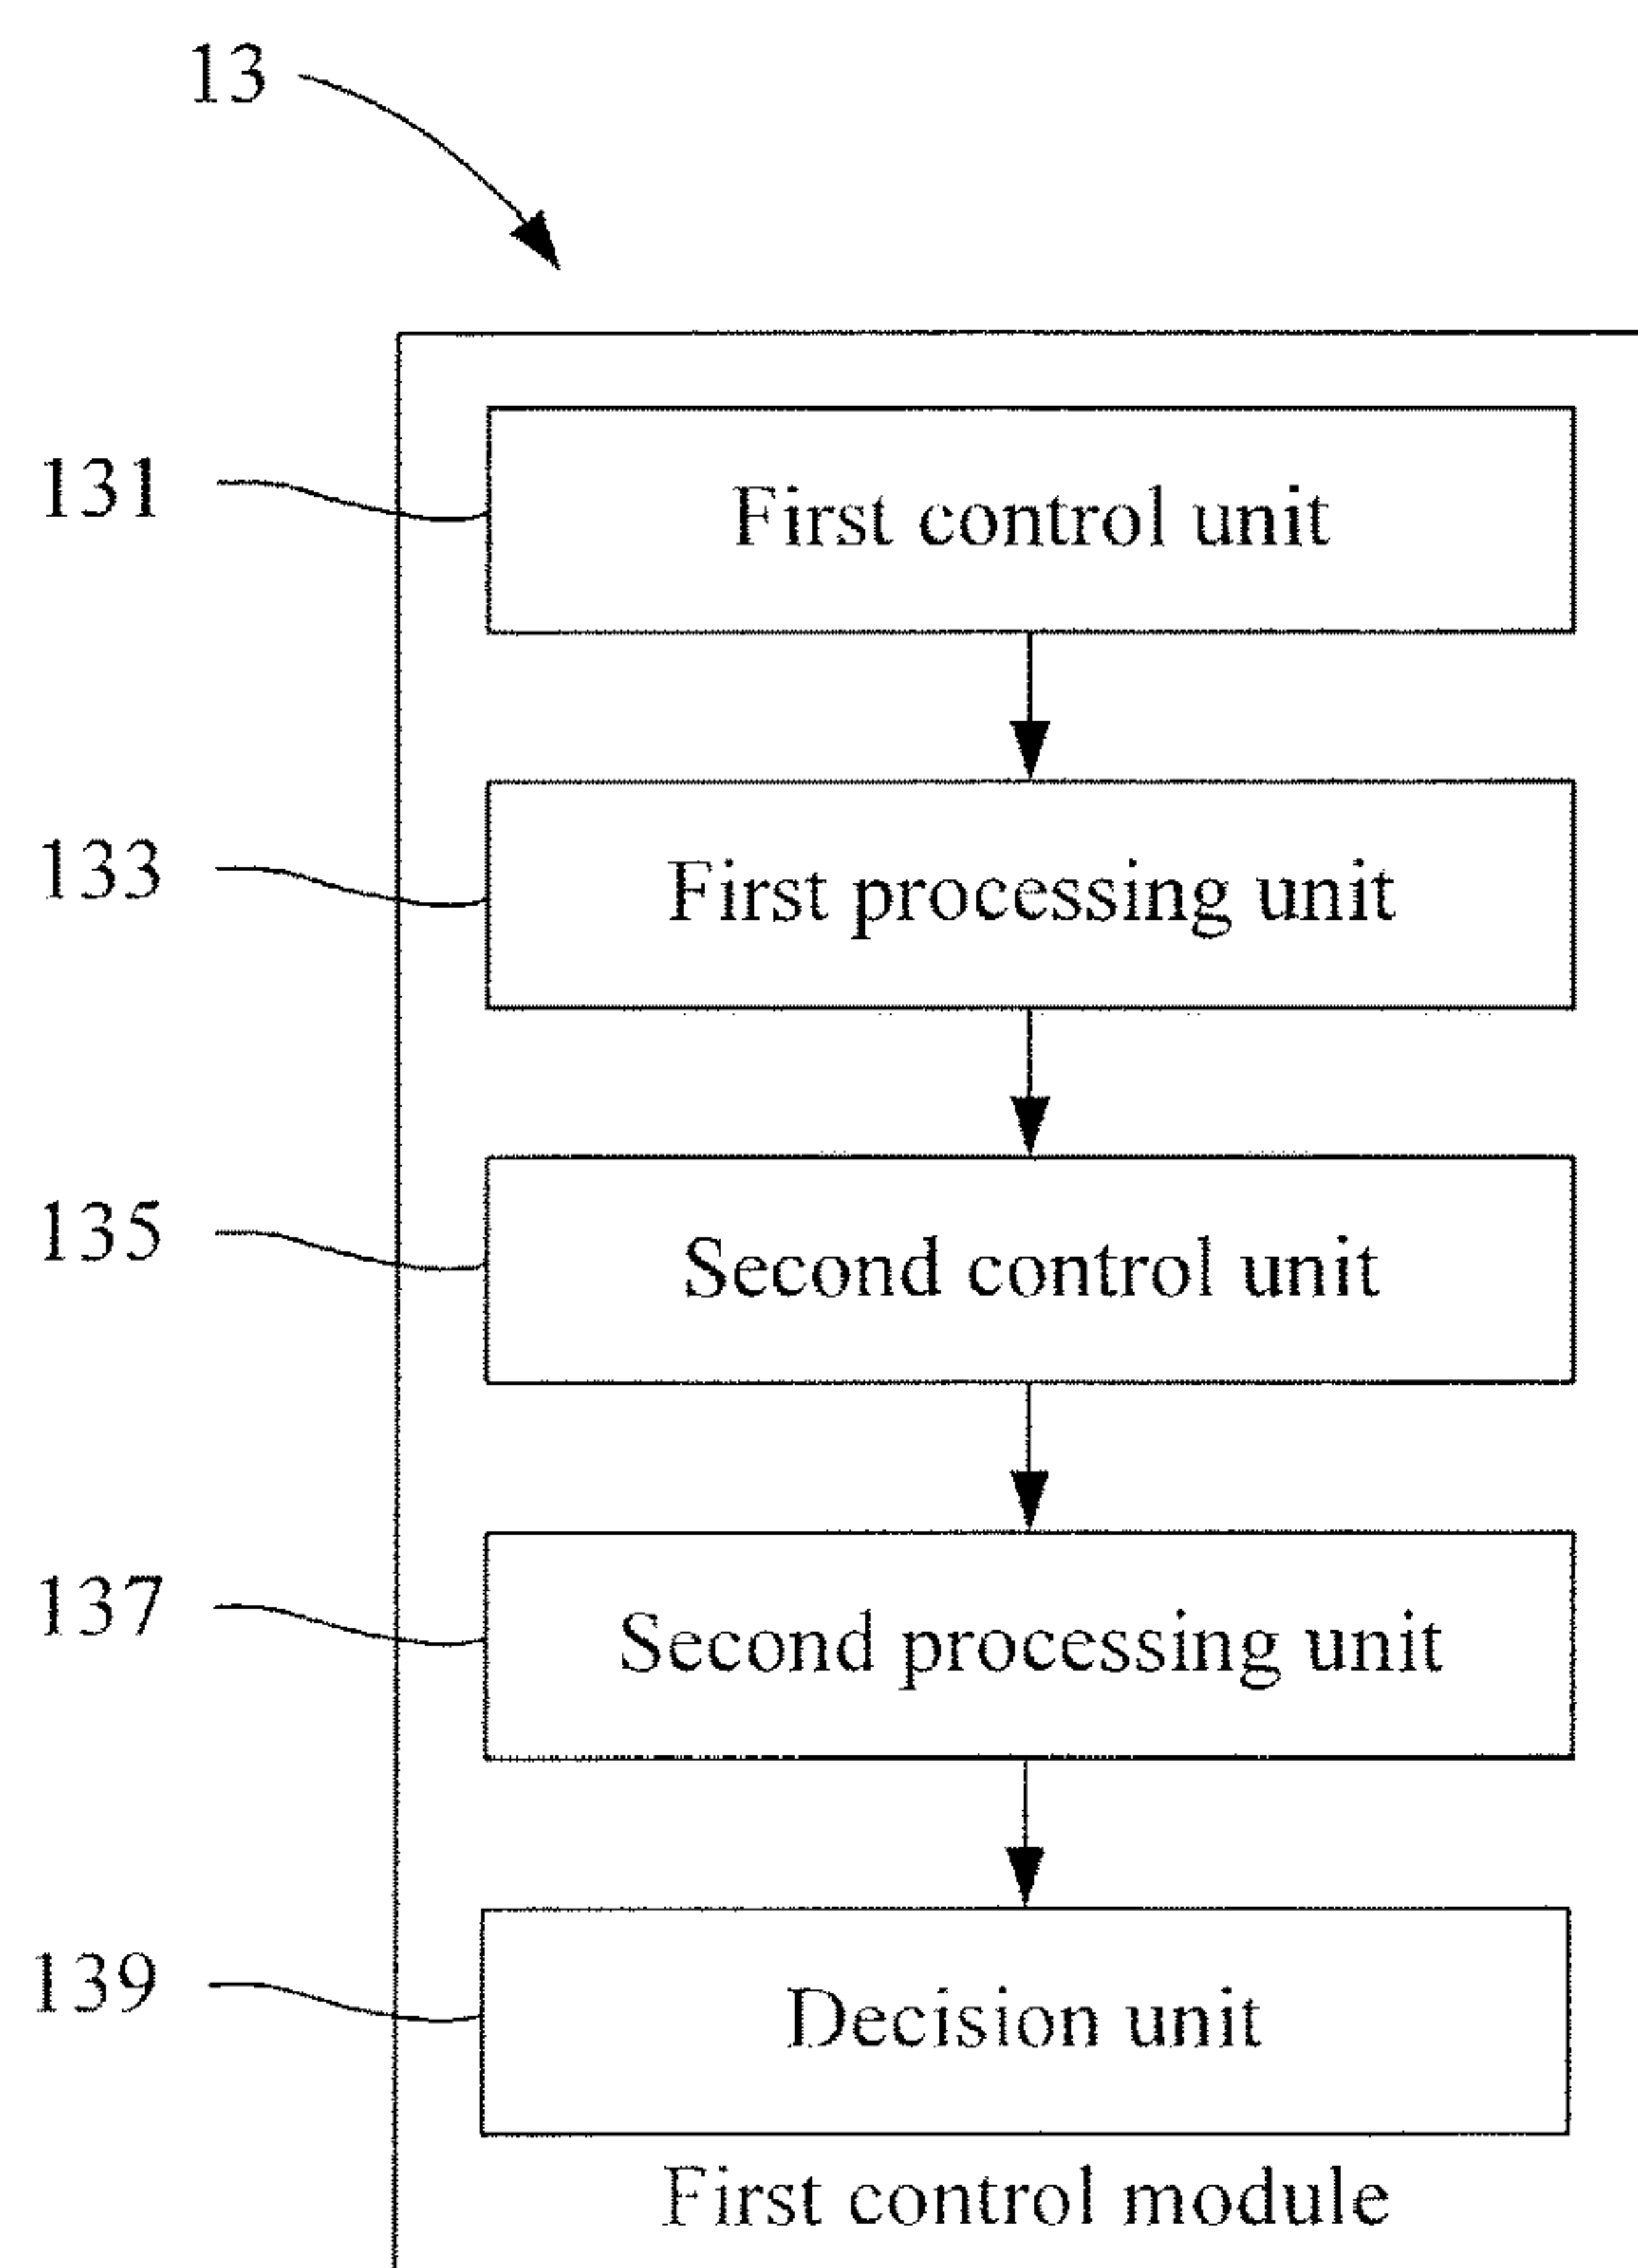 13
131
First control unit
133
First processing unit
135
Second control unit
137
Second processing unit
139
Decision unit
First control module